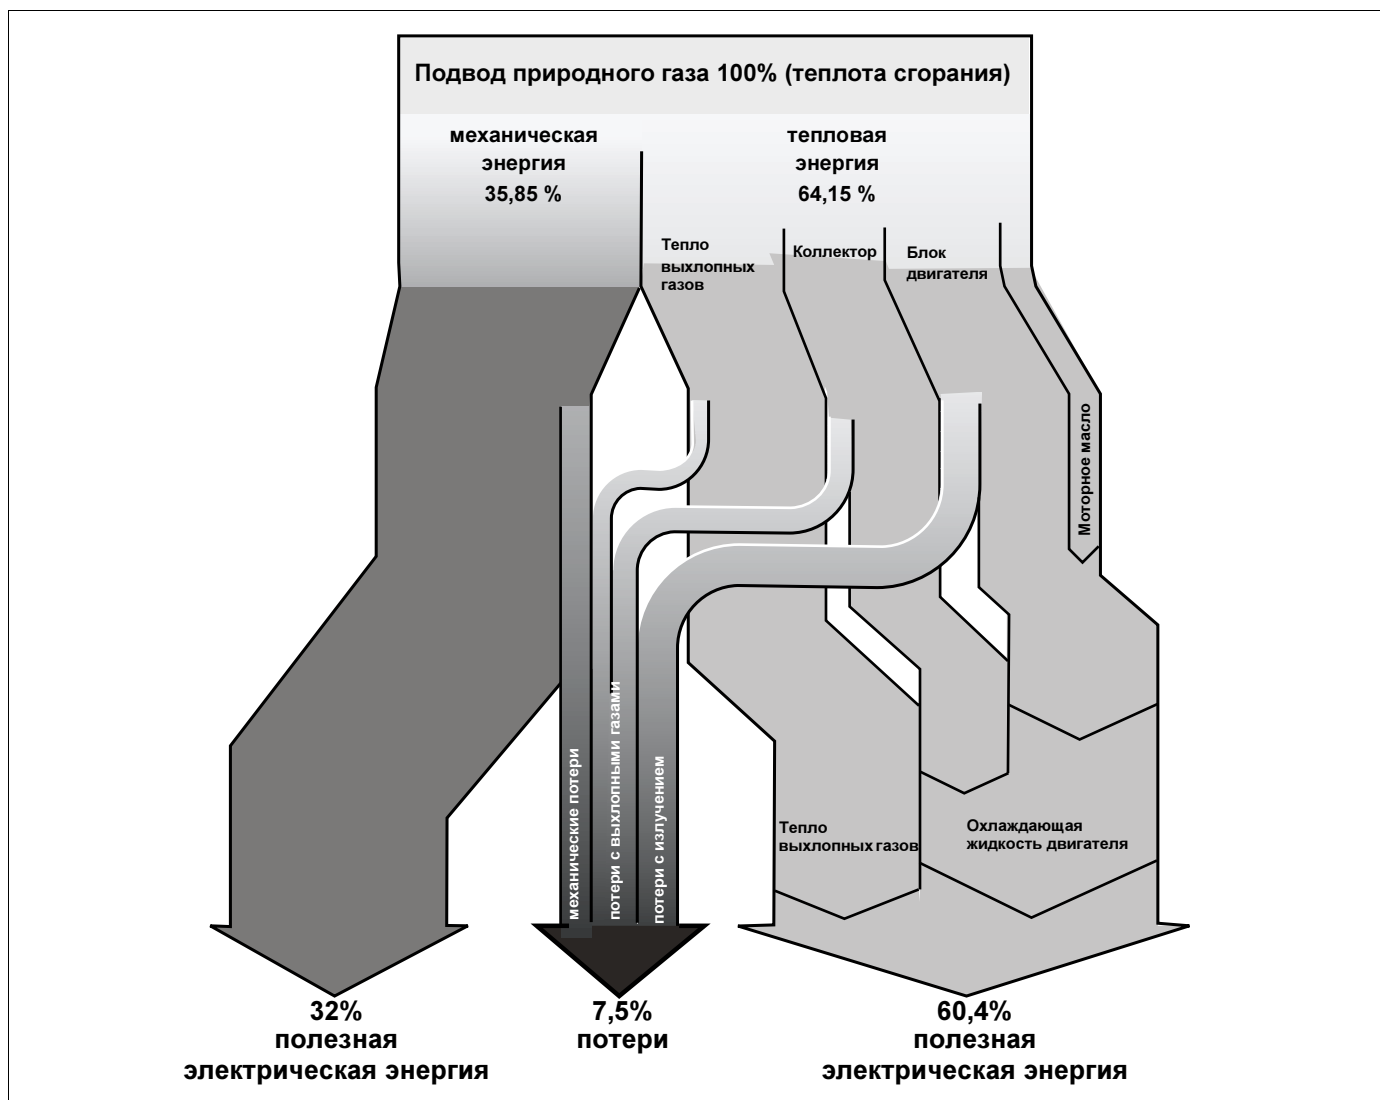 Подвод природного газа 100% (теплота сгорания)
механическая
энергия
35,85 %
тепловая
энергия
64,15 %
Тепло
выхлопных
газов
Коллектор
Блок
двигателя
Моторное масло
механические потери
потери с выхлопными газами
потери с излучением
Тепло
выхлопных газов
Охлаждающая
жидкость двигателя
32%
полезная
электрическая энергия
7,5%
потери
60,4%
полезная
электрическая энергия